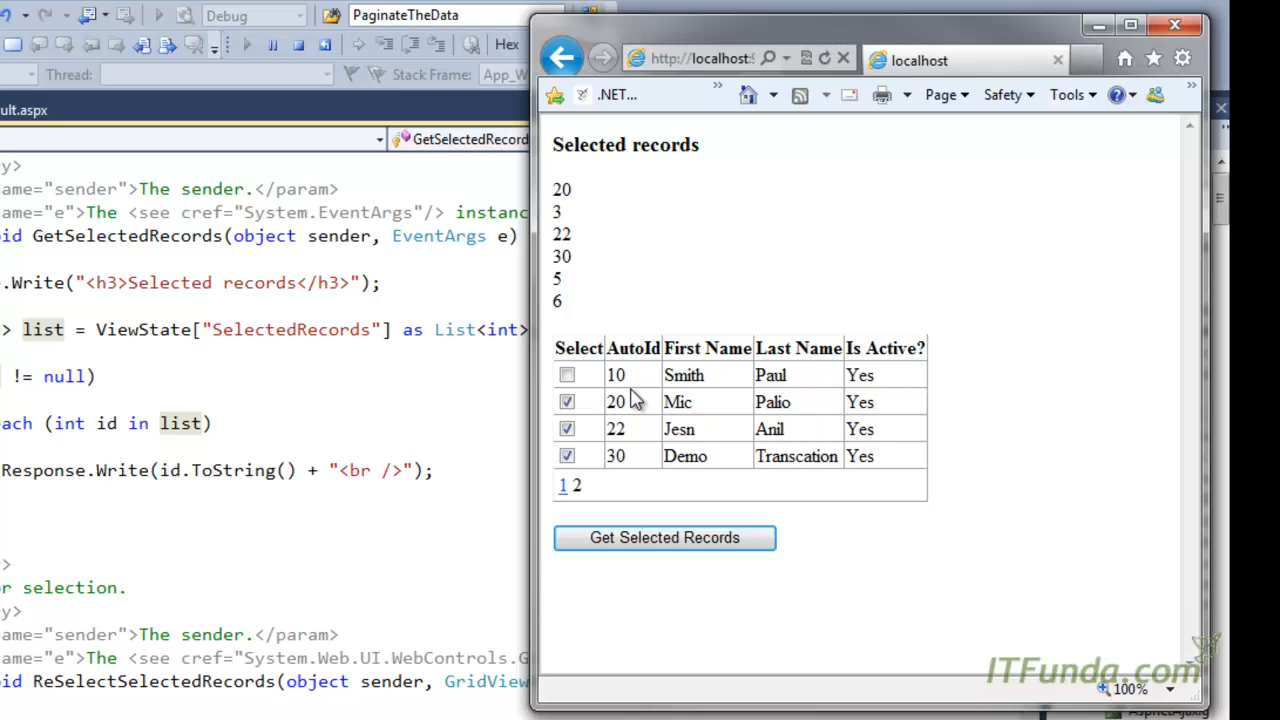 Debug
PaginateTheData
Hex
Thread:
Stack Frame:
App_W
ult.aspx
GetSelectedRecord
y>
ame="sender">The sender.</param>
ame="e">The <see cref="System.EventArgs"/> instanc
id GetSelectedRecords(object sender, EventArgs e)
.Write("<h3>Selected records</h3>");
> list = ViewState["SelectedRecords"] as List<int>
!= null)
each (int id in list)
Response.Write(id.ToString() + "<br />");
>
or selection.
y>
ame="sender">The sender.</param>
ame="e">The <see cref="System.Web.UI.WebControls.G
id ReSelectSelectedRecords(object sender, GridView
http://localhost:
localhost
.NET...
Page
Safety
Tools
Selected records
20
3
22
30
5
6
Select AutoId First Name Last Name Is Active?
10 Smith Paul Yes
20 Mic Palio Yes
22 Jesn Anil Yes
30 Demo Transcation Yes
1 2
Get Selected Records
ITFunda.com
100%